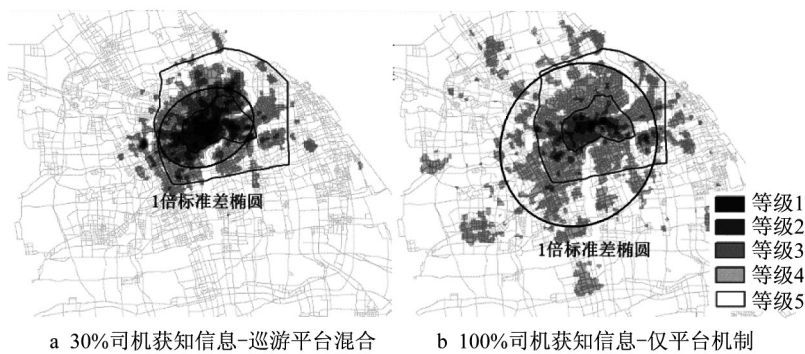 1倍标准差椭圆
1倍标准差椭圆
等级1
等级2
等级3
等级4
等级5
a 30%司机获知信息-巡游平台混合
b 100%司机获知信息-仅平台机制